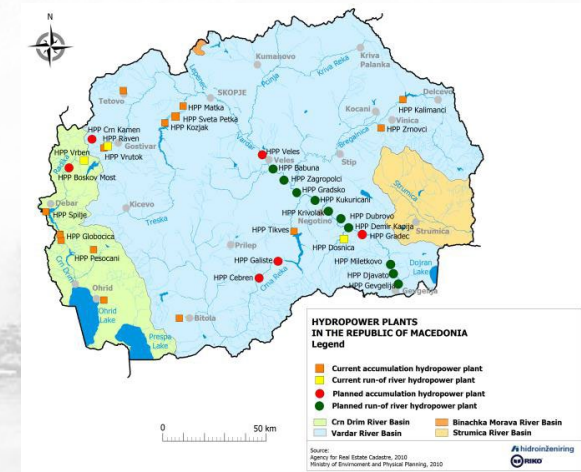 N
Kumanovo
Kriva
Palanka
Kriva Reka
Pcinja
Lepenec
SKOPJE
Tetovo
HPP Matka
HPP Sveta Petka
HPP Kozjak
Delcevo
HPP Kalimanci
Kocani
Vinica
HPP Zrnovci
Bregalnica
HPP Crn Kamen
HPP Raven
Gostivar
HPP Vrben
HPP Vrutok
Radika
HPP Boskov Most
Vardar
HPP Veles
Veles
Stip
HPP Babuna
HPP Zagropolci
HPP Gradsko
HPP Kukuricani
Strumica
Debar
HPP Spilje
Kicevo
Treska
HPP Krivolak
Negotino
HPP Dubrovo
HPP Demir Kapija
HPP Gradec
Strumica
HPP Tikves
HPP Dosnica
HPP Globocica
HPP Pesocani
Prilep
HPP Galiste
HPP Cebren
Crna Reka
HPP Miletkovo
HPP Djavato
HPP Gevgelija
Gevgelija
Dojran
Lake
Crn Drim
Ohrid
Ohrid
Lake
Prespa
Lake
Bitola
HYDROPOWER PLANTS
IN THE REPUBLIC OF MACEDONIA
Legend
Current accumulation hydropower plant
Current run-of river hydropower plant
Planned accumulation hydropower plant
Planned run-of river hydropower plant
Crn Drim River Basin
Binachka Morava River Basin
Vardar River Basin
Strumica River Basin
0
50 km
Source:
Agency for Real Estate Cadastre, 2010
Ministry of Environment and Physical Planning, 2010
hidroinženiring
RIKO